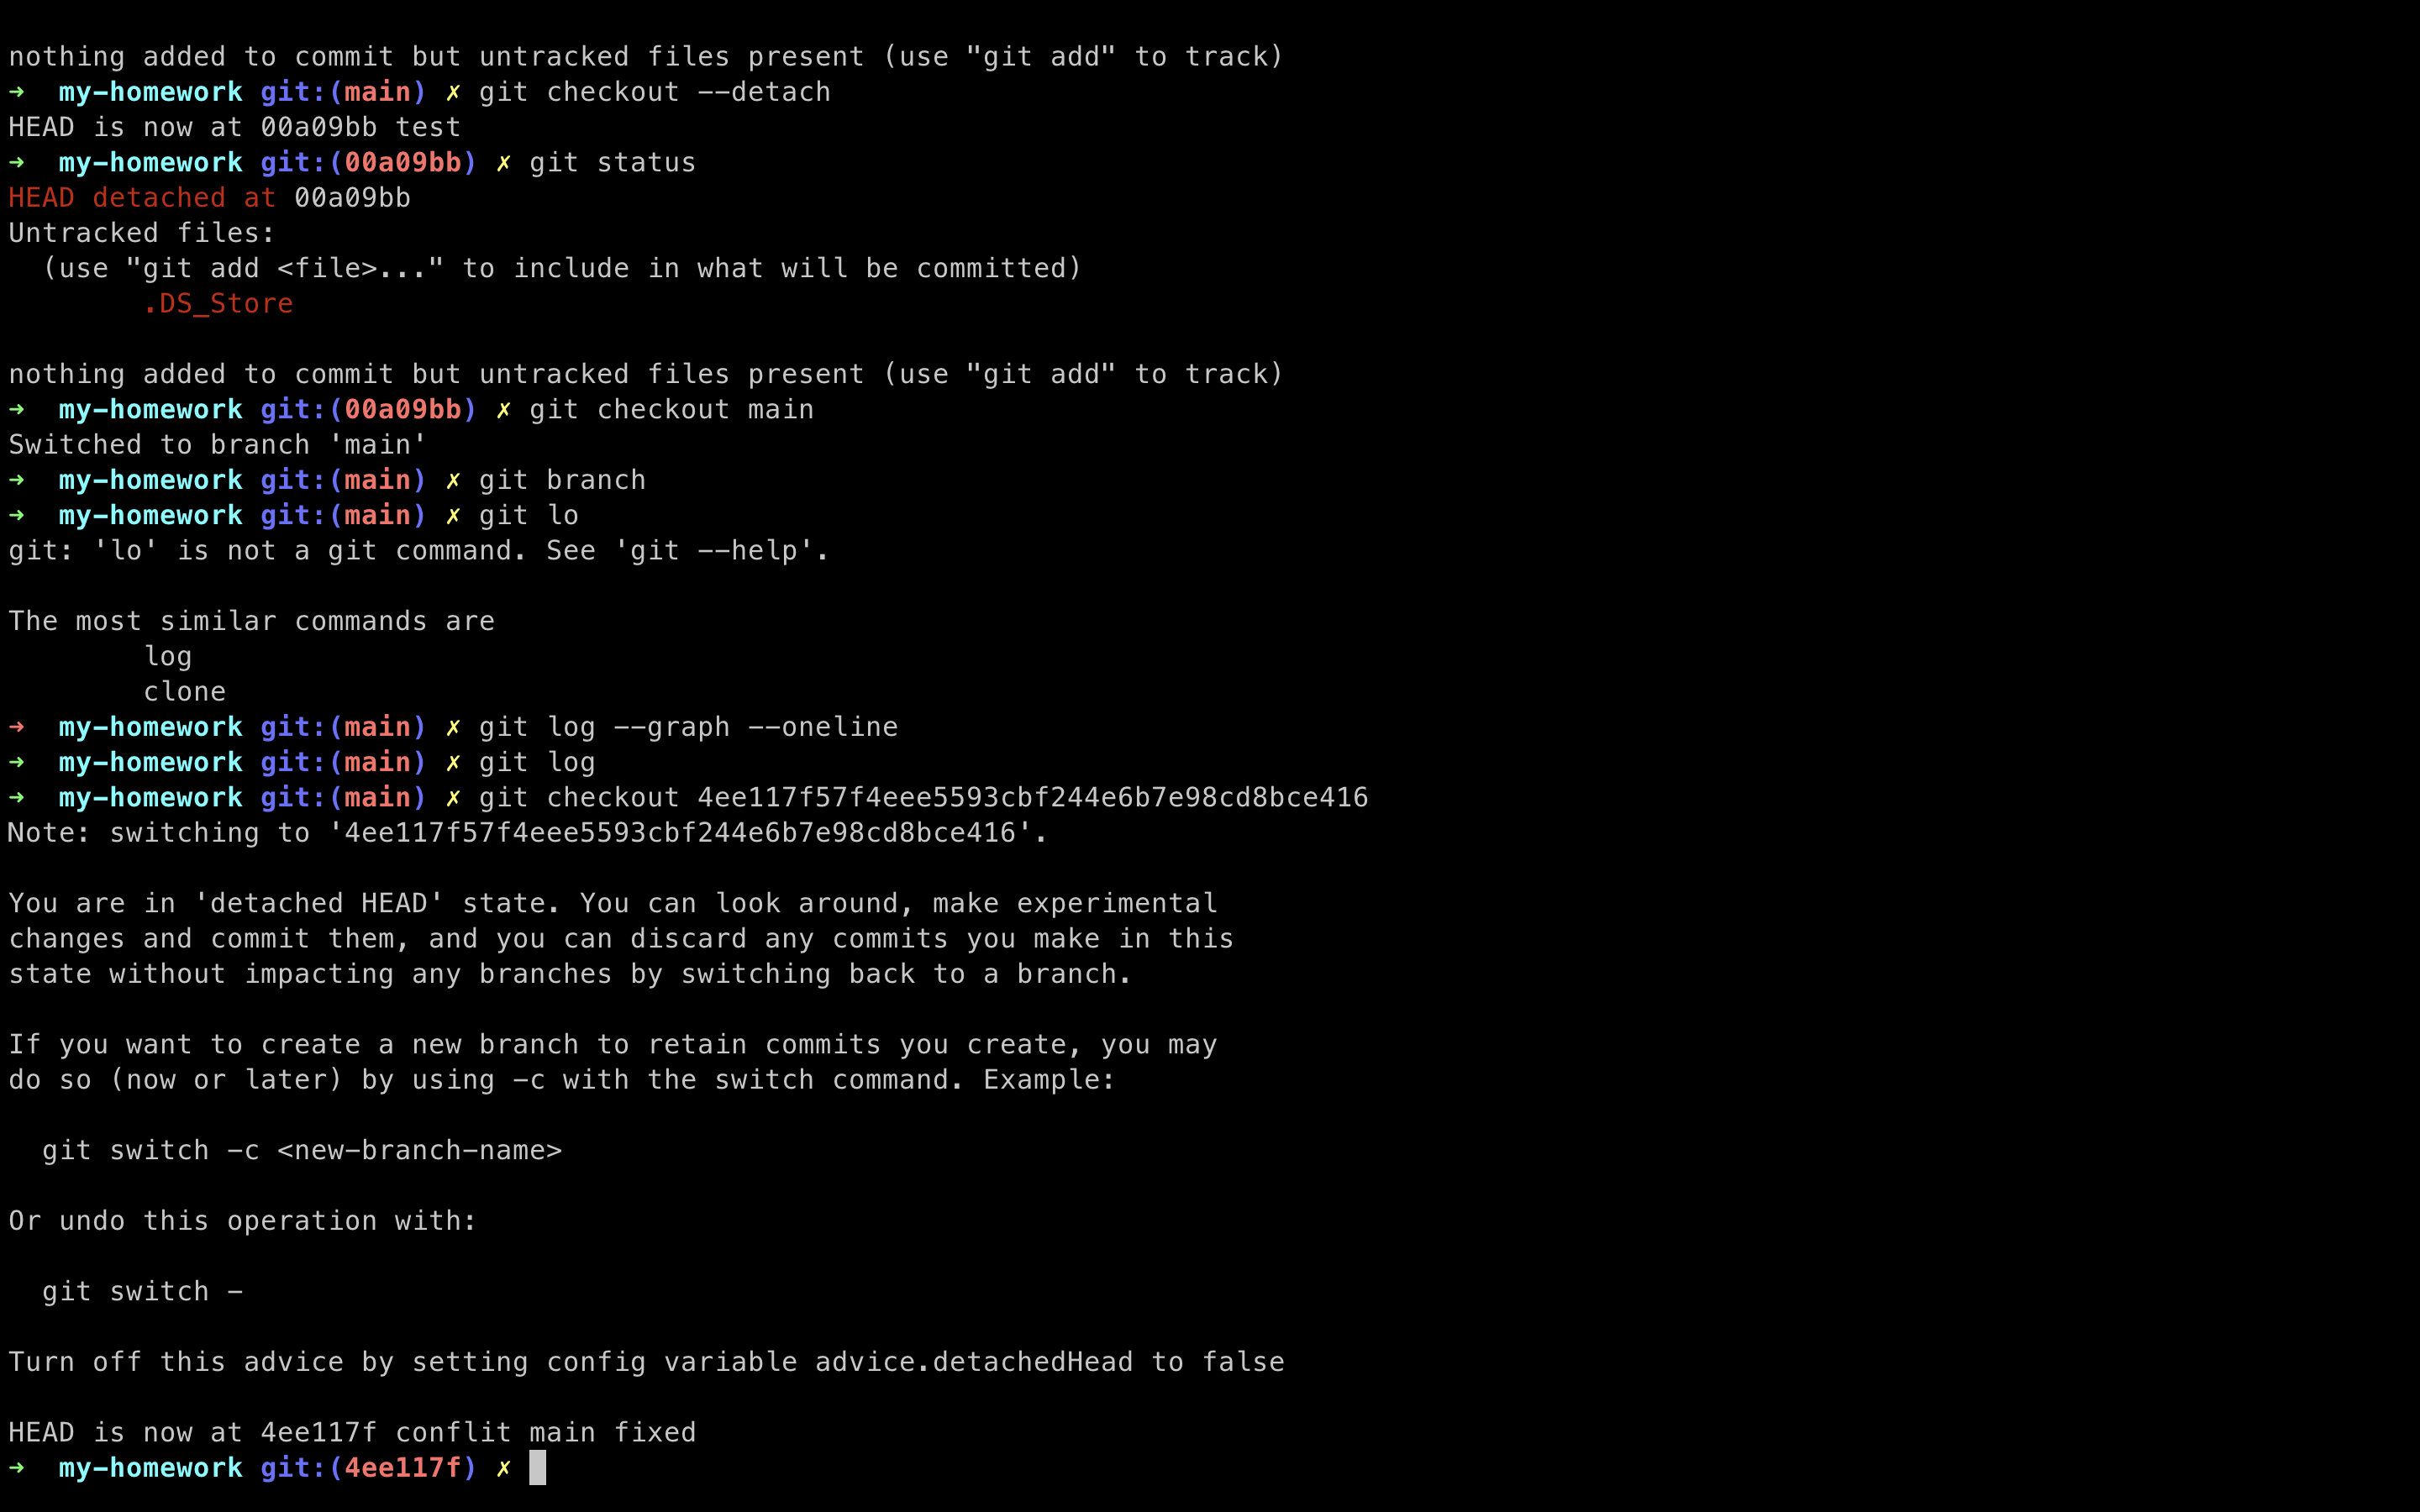 nothing added to commit but untracked files present (use "git add" to track)
➜  my-homework git:(main) ✗ git checkout --detach
HEAD is now at 00a09bb test
➜  my-homework git:(00a09bb) ✗ git status
HEAD detached at 00a09bb
Untracked files:
  (use "git add <file>..." to include in what will be committed)
        .DS_Store
nothing added to commit but untracked files present (use "git add" to track)
➜  my-homework git:(00a09bb) ✗ git checkout main
Switched to branch 'main'
➜  my-homework git:(main) ✗ git branch
➜  my-homework git:(main) ✗ git lo
git: 'lo' is not a git command. See 'git --help'.
The most similar commands are
        log
        clone
➜  my-homework git:(main) ✗ git log --graph --oneline
➜  my-homework git:(main) ✗ git log
➜  my-homework git:(main) ✗ git checkout 4ee117f57f4eee5593cbf244e6b7e98cd8bce416
Note: switching to '4ee117f57f4eee5593cbf244e6b7e98cd8bce416'.
You are in 'detached HEAD' state. You can look around, make experimental
changes and commit them, and you can discard any commits you make in this
state without impacting any branches by switching back to a branch.
If you want to create a new branch to retain commits you create, you may
do so (now or later) by using -c with the switch command. Example:
  git switch -c <new-branch-name>
Or undo this operation with:
  git switch -
Turn off this advice by setting config variable advice.detachedHead to false
HEAD is now at 4ee117f conflit main fixed
➜  my-homework git:(4ee117f) ✗